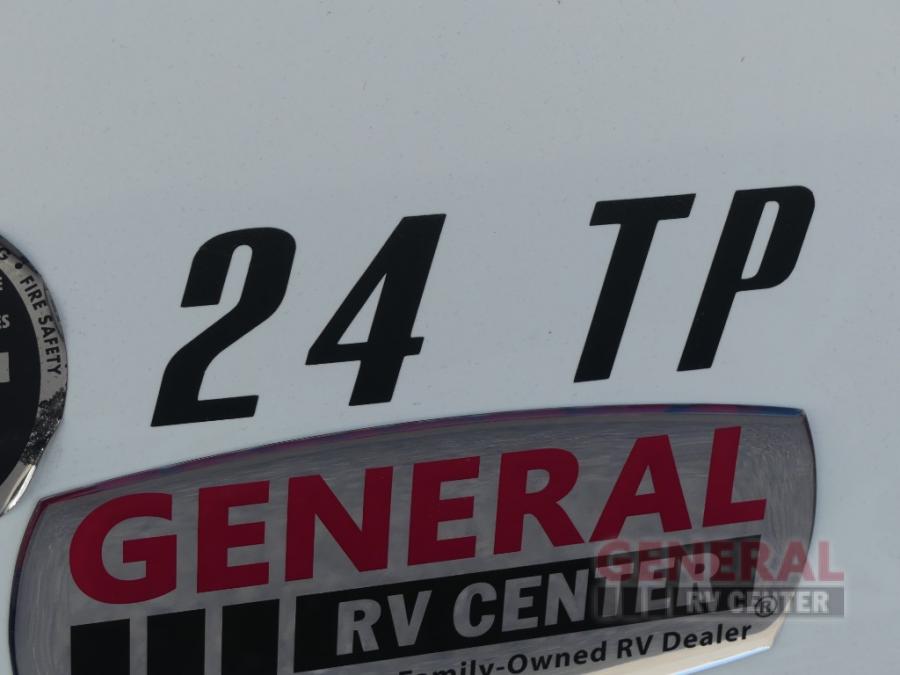 24 TP
FIRE SAFETY
GENERAL
RV CENTER®
Family-Owned RV Dealer
GENERAL
RV CENTER